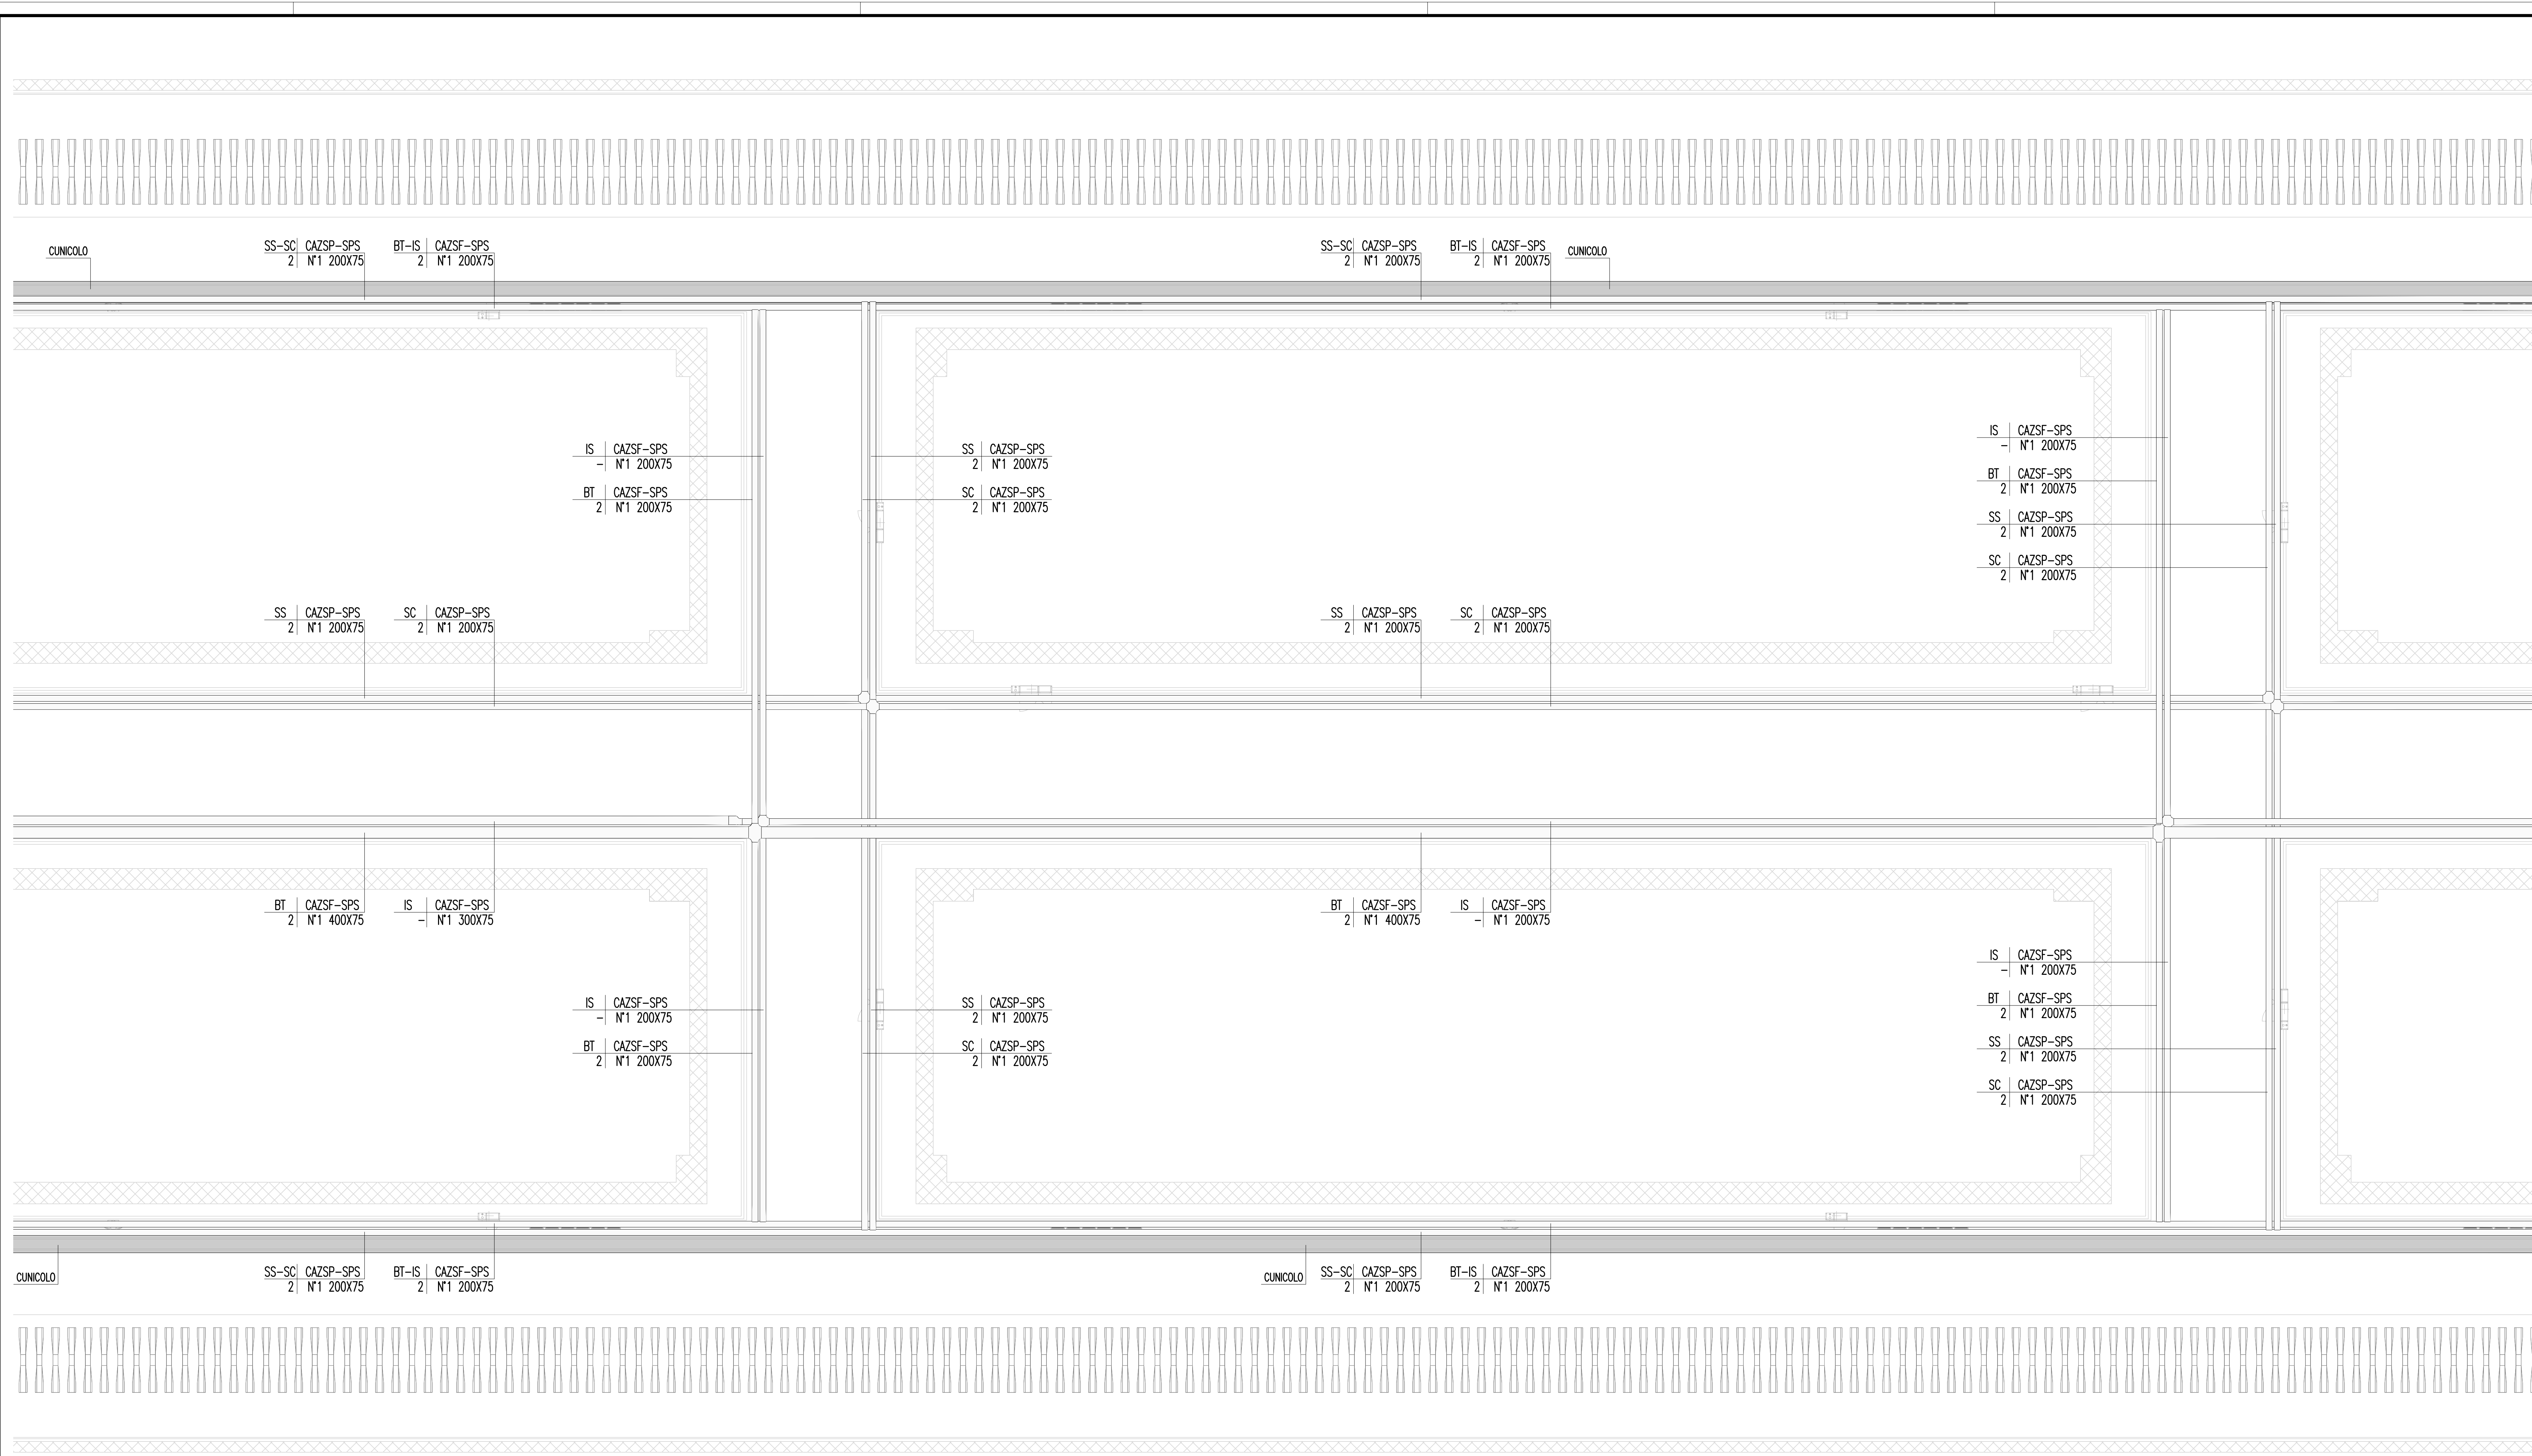 CUNICOLO
SS-SC CAZSP-SPS
2 N°1 200X75
BT-IS CAZSF-SPS
2 N°1 200X75
SS-SC CAZSP-SPS
2 N°1 200X75
BT-IS CAZSF-SPS
2 N°1 200X75
CUNICOLO
IS CAZSF-SPS
- N°1 200X75
BT CAZSF-SPS
2 N°1 200X75
SS CAZSP-SPS
2 N°1 200X75
SC CAZSP-SPS
2 N°1 200X75
IS CAZSF-SPS
- N°1 200X75
BT CAZSF-SPS
2 N°1 200X75
SS CAZSP-SPS
2 N°1 200X75
SC CAZSP-SPS
2 N°1 200X75
SS CAZSP-SPS
2 N°1 200X75
SC CAZSP-SPS
2 N°1 200X75
SS CAZSP-SPS
2 N°1 200X75
SC CAZSP-SPS
2 N°1 200X75
BT CAZSF-SPS
2 N°1 400X75
IS CAZSF-SPS
- N°1 300X75
BT CAZSF-SPS
2 N°1 400X75
IS CAZSF-SPS
- N°1 200X75
IS CAZSF-SPS
- N°1 200X75
BT CAZSF-SPS
2 N°1 200X75
SS CAZSP-SPS
2 N°1 200X75
SC CAZSP-SPS
2 N°1 200X75
IS CAZSF-SPS
- N°1 200X75
BT CAZSF-SPS
2 N°1 200X75
SS CAZSP-SPS
2 N°1 200X75
SC CAZSP-SPS
2 N°1 200X75
CUNICOLO
SS-SC CAZSP-SPS
2 N°1 200X75
BT-IS CAZSF-SPS
2 N°1 200X75
CUNICOLO
SS-SC CAZSP-SPS
2 N°1 200X75
BT-IS CAZSF-SPS
2 N°1 200X75